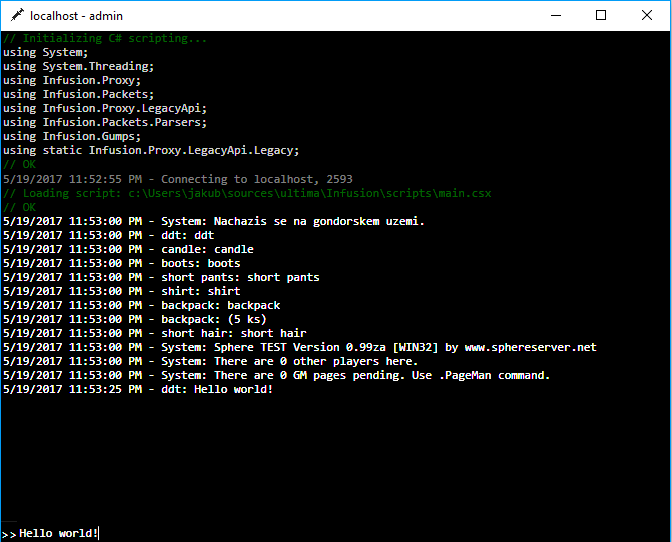 localhost - admin
// Initializing C# scripting...
using System;
using System.Threading;
using Infusion.Proxy;
using Infusion.Packets;
using Infusion.Proxy.LegacyApi;
using Infusion.Packets.Parsers;
using Infusion.Gumps;
using static Infusion.Proxy.LegacyApi.Legacy;
// OK
5/19/2017 11:52:55 PM - Connecting to localhost, 2593
// Loading script: c:\Users\jakub\sources\ultima\Infusion\scripts\main.csx
// OK
5/19/2017 11:53:00 PM - System: Nachazis se na gondorskem uzemi.
5/19/2017 11:53:00 PM - ddt: ddt
5/19/2017 11:53:00 PM - candle: candle
5/19/2017 11:53:00 PM - boots: boots
5/19/2017 11:53:00 PM - short pants: short pants
5/19/2017 11:53:00 PM - shirt: shirt
5/19/2017 11:53:00 PM - backpack: backpack
5/19/2017 11:53:00 PM - backpack: (5 ks)
5/19/2017 11:53:00 PM - short hair: short hair
5/19/2017 11:53:00 PM - System: Sphere TEST Version 0.99za [WIN32] by www.sphereserver.net
5/19/2017 11:53:00 PM - System: There are 0 other players here.
5/19/2017 11:53:00 PM - System: There are 0 GM pages pending. Use .PageMan command.
5/19/2017 11:53:25 PM - ddt: Hello world!
>> Hello world!